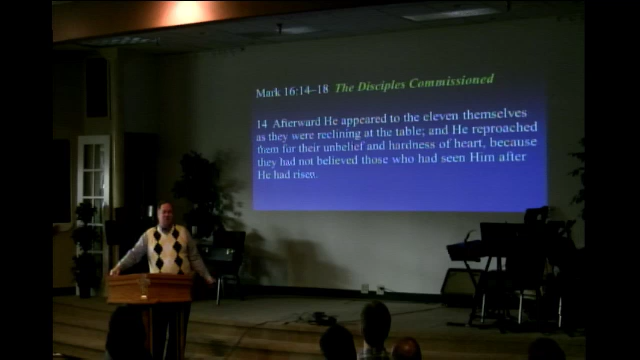 Mark 16:14–18 The Disciples Commissioned
14 Afterward He appeared to the eleven themselves
as they were reclining at the table; and He reproached
them for their unbelief and hardness of heart, because
they had not believed those who had seen Him after
He had risen.